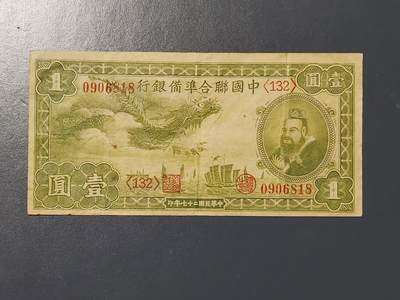 1
中國聯合準備銀行
壹圓
0906818
〈132〉
〈132〉
0906818
壹圓
1
中華民國二十七年印